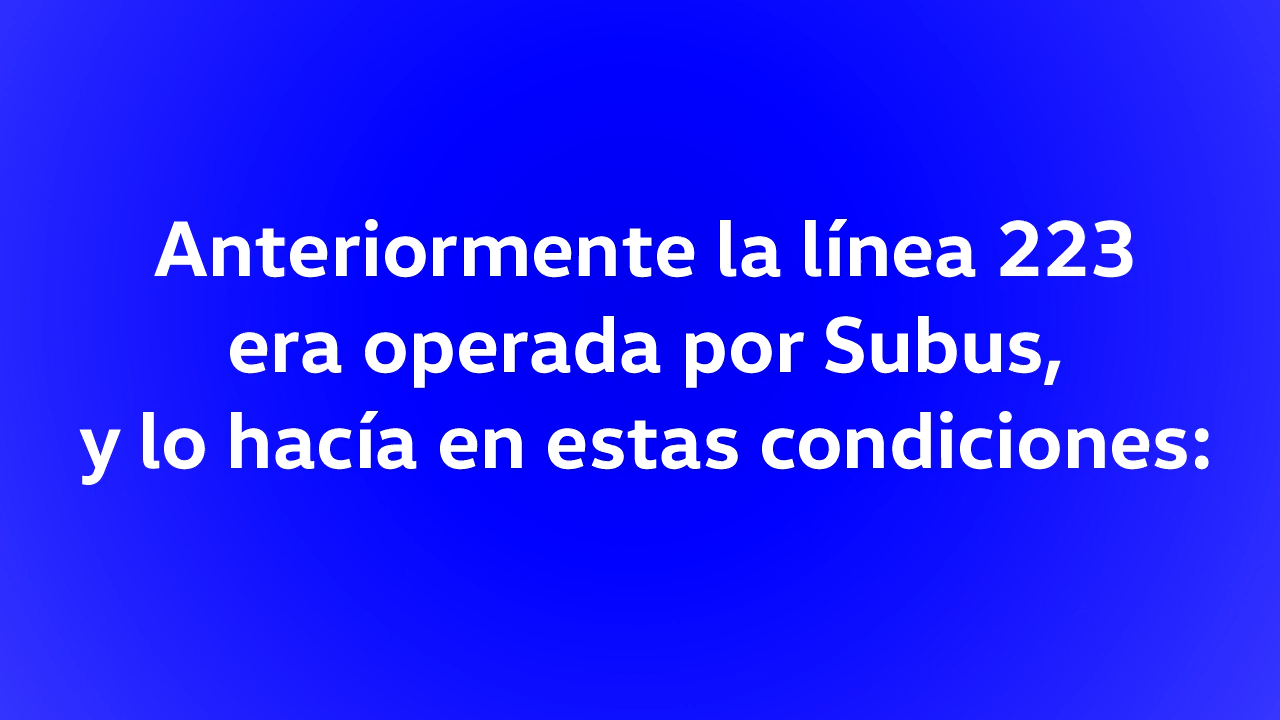 Anteriormente la línea 223
era operada por Subus,
y lo hacía en estas condiciones: